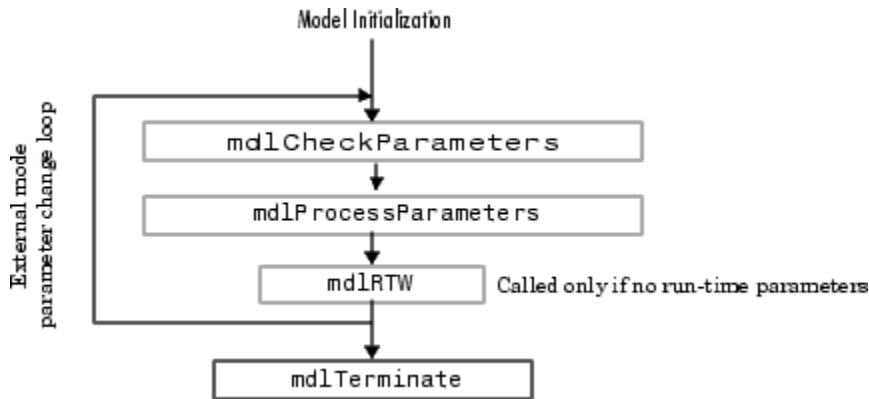 Model Initialization
External mode
parameter change loop
mdlCheckParameters
mdlProcessParameters
mdlRTW
Called only if no run-time parameters
mdlTerminate